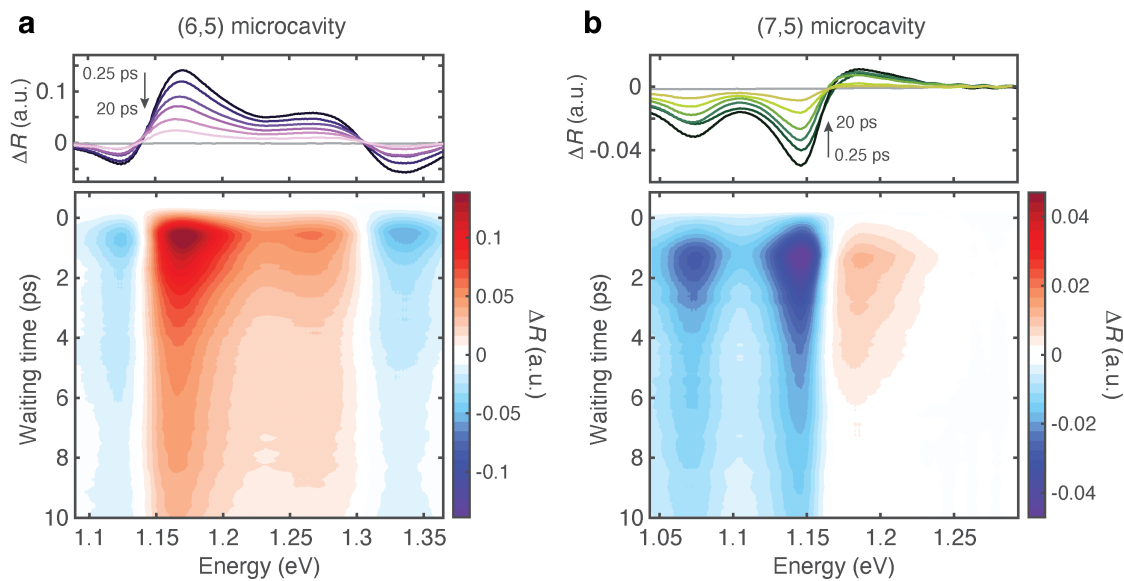 a
(6,5) microcavity
ΔR (a.u.)
0.1
0
0.25 ps
20 ps
Waiting time (ps)
0
2
4
6
8
10
1.1
1.15
1.2
1.25
1.3
1.35
Energy (eV)
0.1
0.05
0
-0.05
-0.1
ΔR (a.u.)
b
(7,5) microcavity
ΔR (a.u.)
0
-0.04
20 ps
0.25 ps
Waiting time (ps)
0
2
4
6
8
10
1.05
1.1
1.15
1.2
1.25
Energy (eV)
0.04
0.02
0
-0.02
-0.04
ΔR (a.u.)